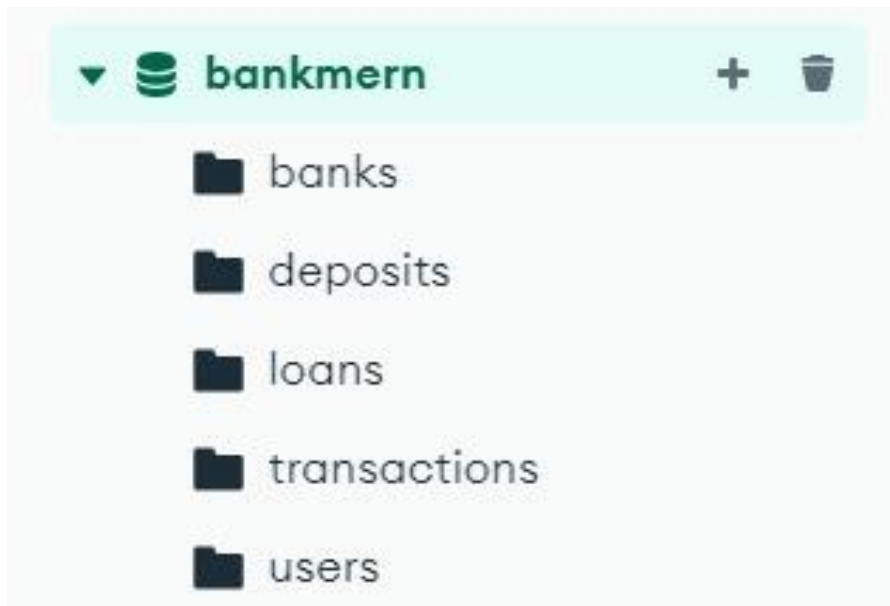 bankmern
banks
deposits
loans
transactions
users